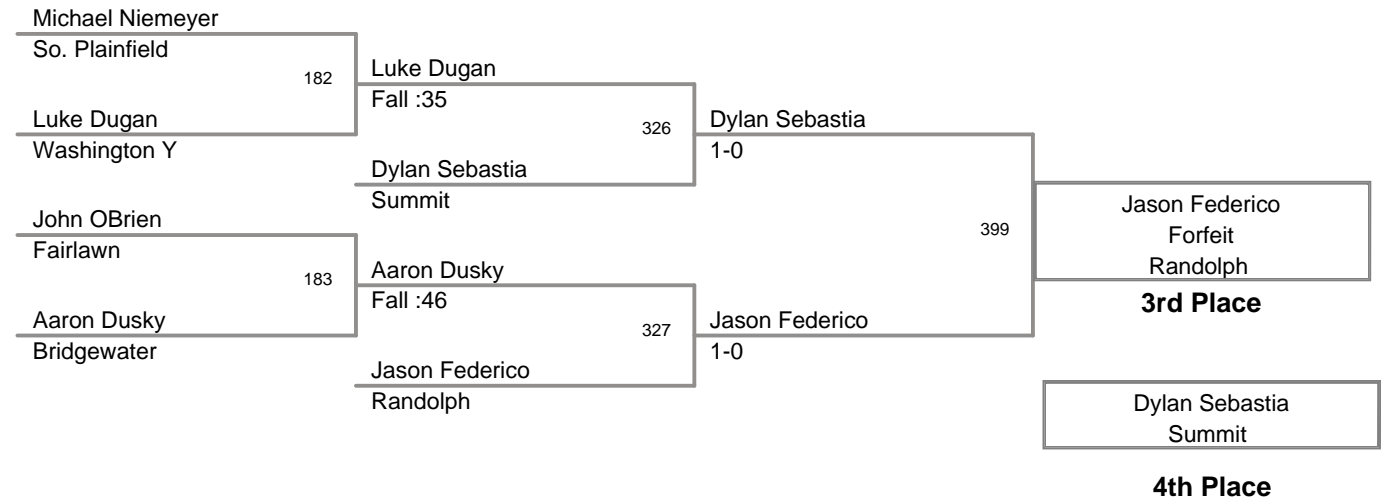 Michael Niemeyer
So. Plainfield
182
Luke Dugan
Fall :35
Luke Dugan
Washington Y
326
Dylan Sebastia
1-0
Dylan Sebastia
Summit
John OBrien
Fairlawn
399
Jason Federico
Forfeit
Randolph
3rd Place
183
Aaron Dusky
Fall :46
Aaron Dusky
Bridgewater
327
Jason Federico
1-0
Jason Federico
Randolph
Dylan Sebastia
Summit
4th Place